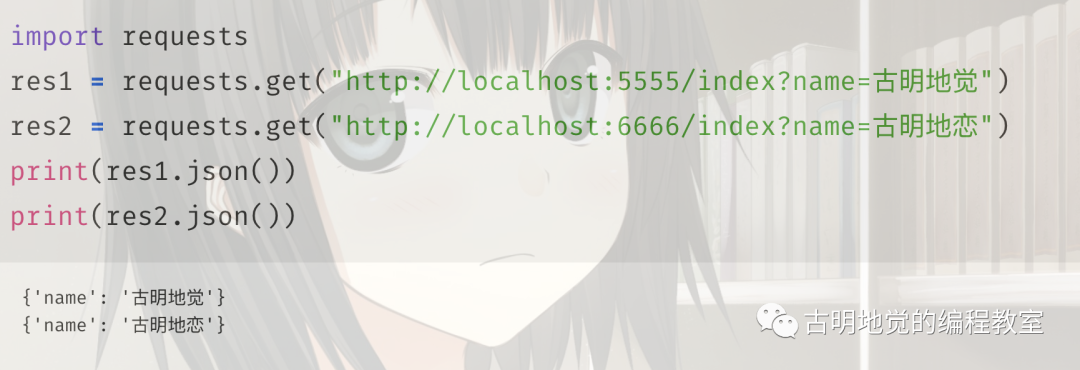 import requests
res1 = requests.get("http://localhost:5555/index?name=古明地觉")
res2 = requests.get("http://localhost:6666/index?name=古明地恋")
print(res1.json())
print(res2.json())
{'name': '古明地觉'}
{'name': '古明地恋'}
古明地觉的编程教室